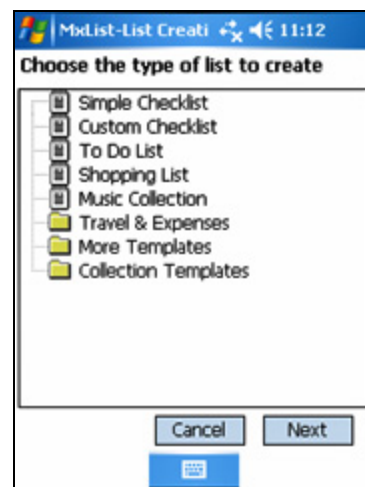 MxList-List Creati 11:12
Choose the type of list to create
Simple Checklist
Custom Checklist
To Do List
Shopping List
Music Collection
Travel & Expenses
More Templates
Collection Templates
Cancel Next